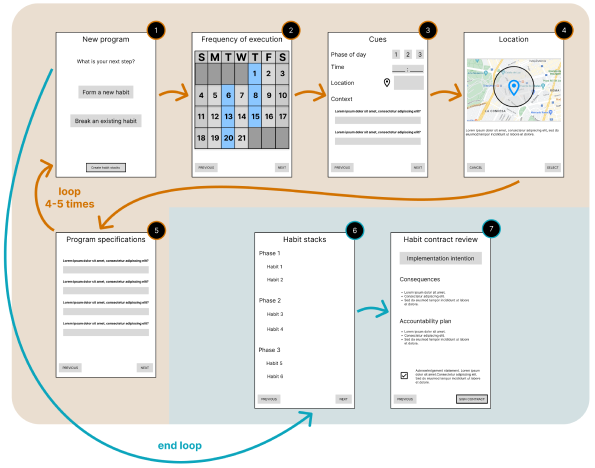 New program
1
What is your next step?
Form a new habit
Break an existing habit
Create habit stacks
Frequency of execution
2
S M T W T F S
1 2 3
4 5 6 7 8 9 10
11 12 13 14 15 16 17
18 19 20 21
PREVIOUS
NEXT
Cues
3
Phase of day
1 2 3
Time
:
Location
Context
Lorem ipsum dolor sit amet, consectetur adipiscing elit?
Lorem ipsum dolor sit amet, consectetur adipiscing elit?
PREVIOUS
NEXT
Location
4
Lorem ipsum dolor sit amet, consectetur adipiscing elit, sed do
eiusmod tempor incididunt ut labore et dolore.
CANCEL
SELECT
loop
4-5 times
Program specifications
5
Lorem ipsum dolor sit amet, consectetur adipiscing elit?
Lorem ipsum dolor sit amet, consectetur adipiscing elit?
Lorem ipsum dolor sit amet, consectetur adipiscing elit?
Lorem ipsum dolor sit amet, consectetur adipiscing elit?
PREVIOUS
NEXT
Habit stacks
6
Phase 1
Habit 1
Habit 2
Phase 2
Habit 3
Habit 4
Phase 3
Habit 5
Habit 6
PREVIOUS
NEXT
Habit contract review
7
Implementation intention
Consequences
Lorem ipsum dolor sit amet.
Consectetur adipiscing elit.
Sed do eiusmod tempor incididunt ut labore
et dolore.
Accountability plan
Lorem ipsum dolor sit amet.
Consectetur adipiscing elit.
Sed do eiusmod tempor incididunt ut labore
et dolore.
Acknowledgement statement. Lorem ipsum
dolor sit amet. Consectetur adipiscing elit.
Sed do eiusmod tempor incididunt ut labore
et dolore.
PREVIOUS
SIGN CONTRACT
end loop